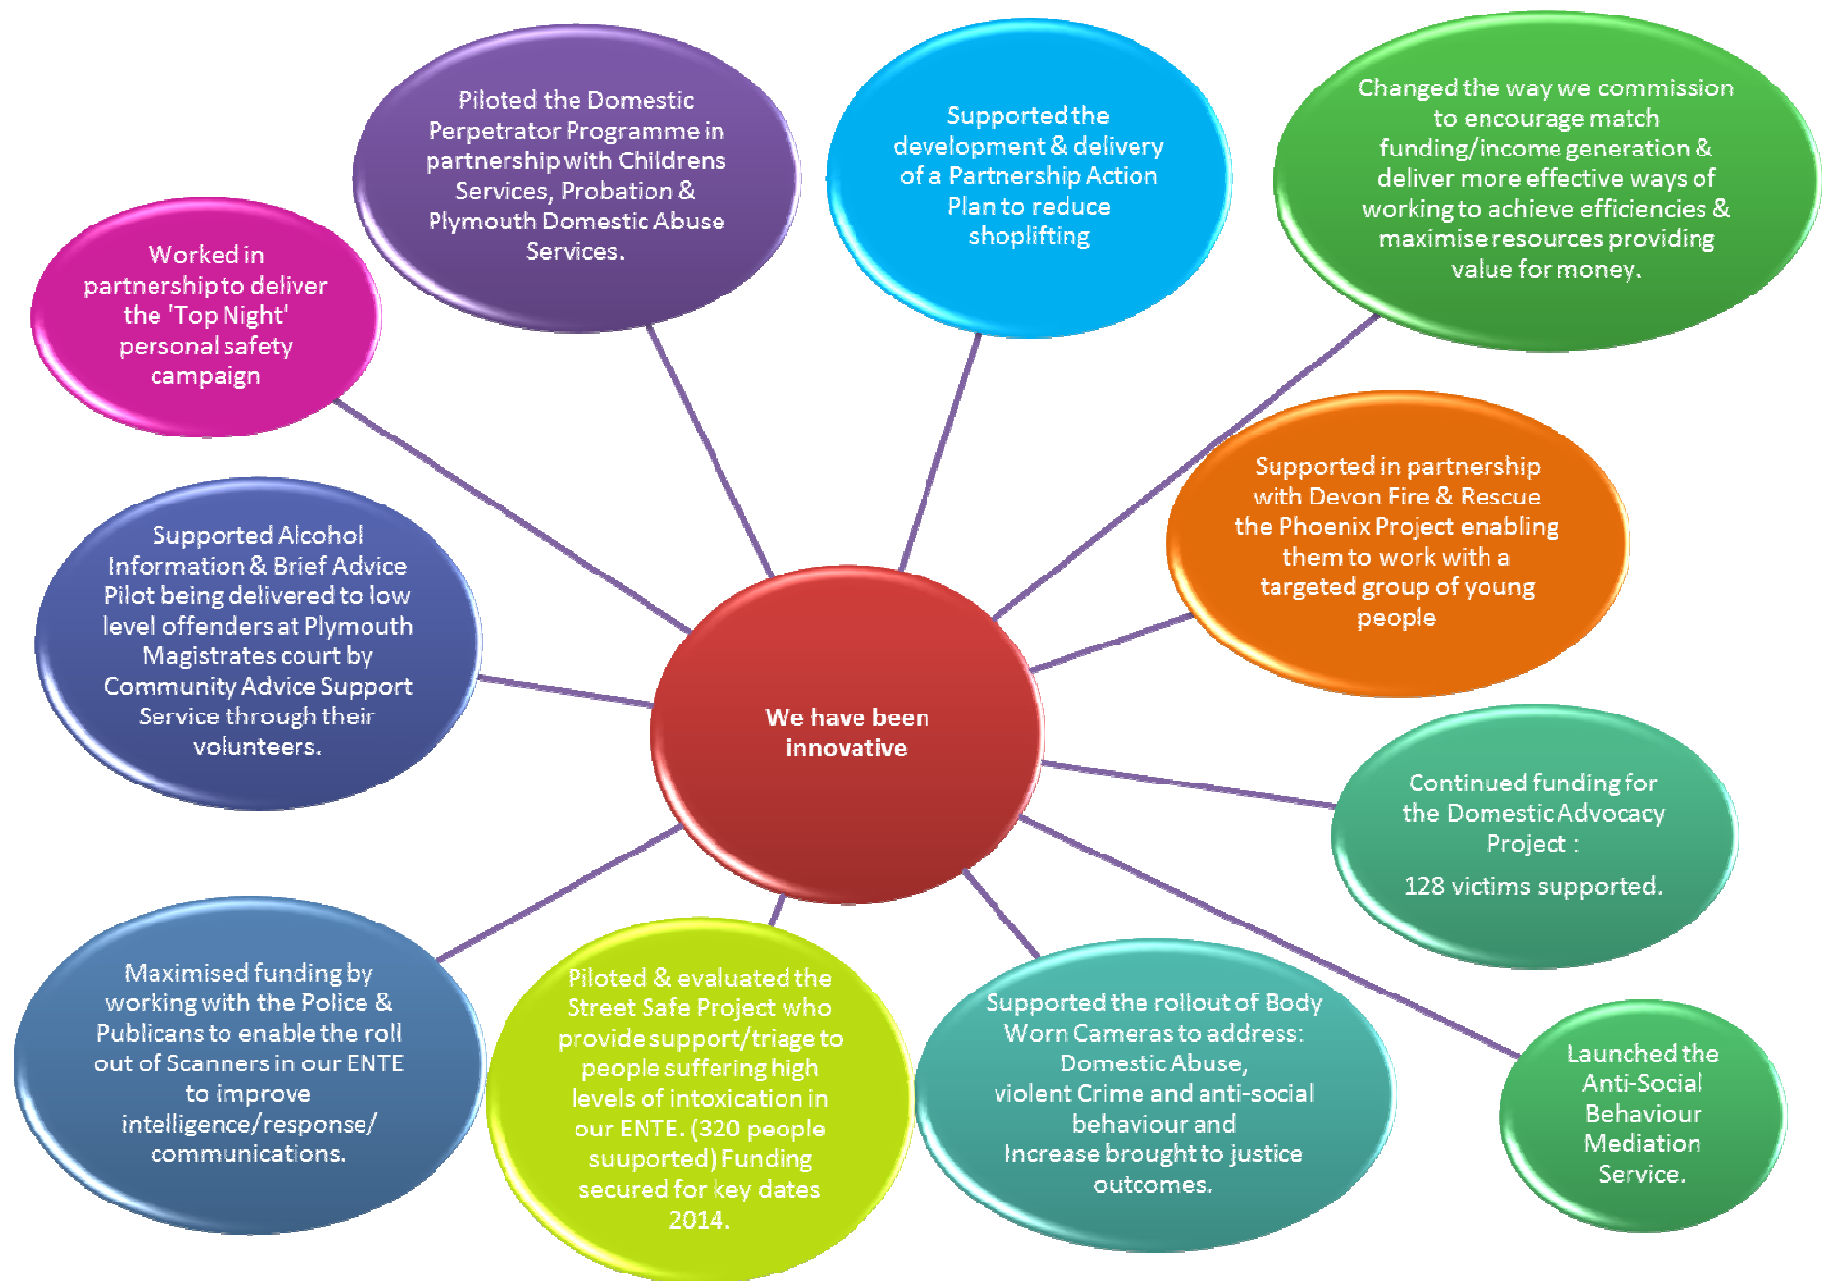 Piloted the Domestic
Perpetrator Programme in
partnership with Childrens
Services, Probation &
Plymouth Domestic Abuse
Services.
Supported the
development & delivery
of a Partnership Action
Plan to reduce
shoplifting
Changed the way we commission
to encourage match
funding/income generation &
deliver more effective ways of
working to achieve efficiencies &
maximise resources providing
value for money.
Worked in
partnership to deliver
the 'Top Night'
personal safety
campaign
Supported in partnership
with Devon Fire & Rescue
the Phoenix Project enabling
them to work with a
targeted group of young
people
Supported Alcohol
Information & Brief Advice
Pilot being delivered to low
level offenders at Plymouth
Magistrates court by
Community Advice Support
Service through their
volunteers.
We have been
innovative
Continued funding for
the Domestic Advocacy
Project :
128 victims supported.
Maximised funding by
working with the Police &
Publicans to enable the roll
out of Scanners in our ENTE
to improve
intelligence/response/
communications.
Piloted & evaluated the
Street Safe Project who
provide support/triage to
people suffering high
levels of intoxication in
our ENTE. (320 people
suuported) Funding
secured for key dates
2014.
Supported the rollout of Body
Worn Cameras to address:
Domestic Abuse,
violent Crime and anti-social
behaviour and
Increase brought to justice
outcomes.
Launched the
Anti-Social
Behaviour
Mediation
Service.